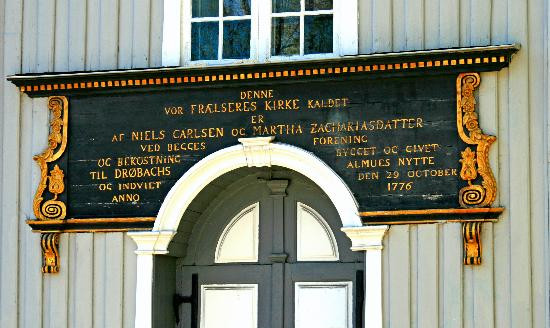 DENNE
VOR FRÆLSERES KIRKE KALDET
ER
AF NIELS CARLSEN OG MARTHA ZACHARIASDATTER
VED BEGGES FORENING
OG BEKOSTNING BYGGET OG GIVET
TIL DRØBACHS ALMUES NYTTE
OG INDVIET DEN 29 OCTOBER
ANNO 1776